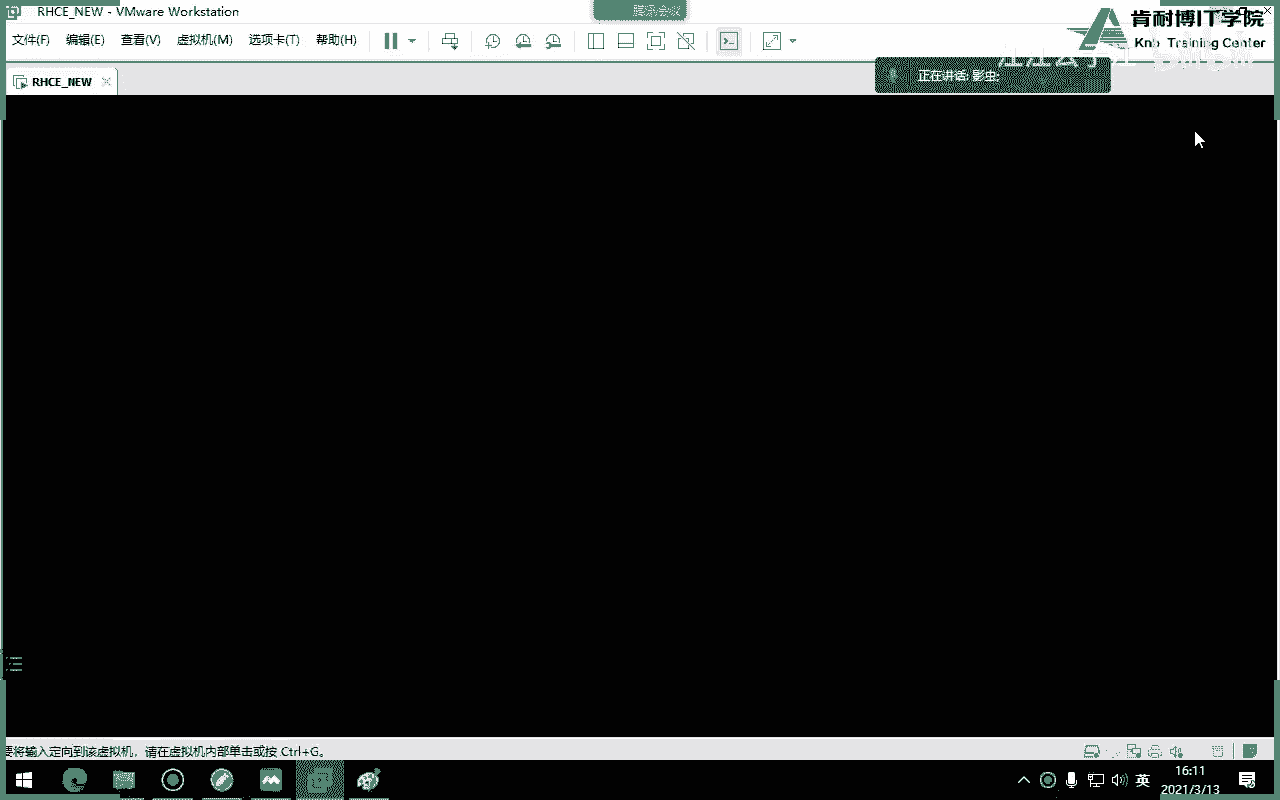 RHCE_NEW - VMware Workstation
腾讯会议
肯耐博IT学院
文件(F) 编辑(E) 查看(V) 虚拟机(M) 选项卡(T) 帮助(H)
Training Center
RHCE_NEW
正在讲话: 影虫;
要将输入定向到该虚拟机，请在虚拟机内部单击或按 Ctrl+G。
英
16:11
2021/3/13